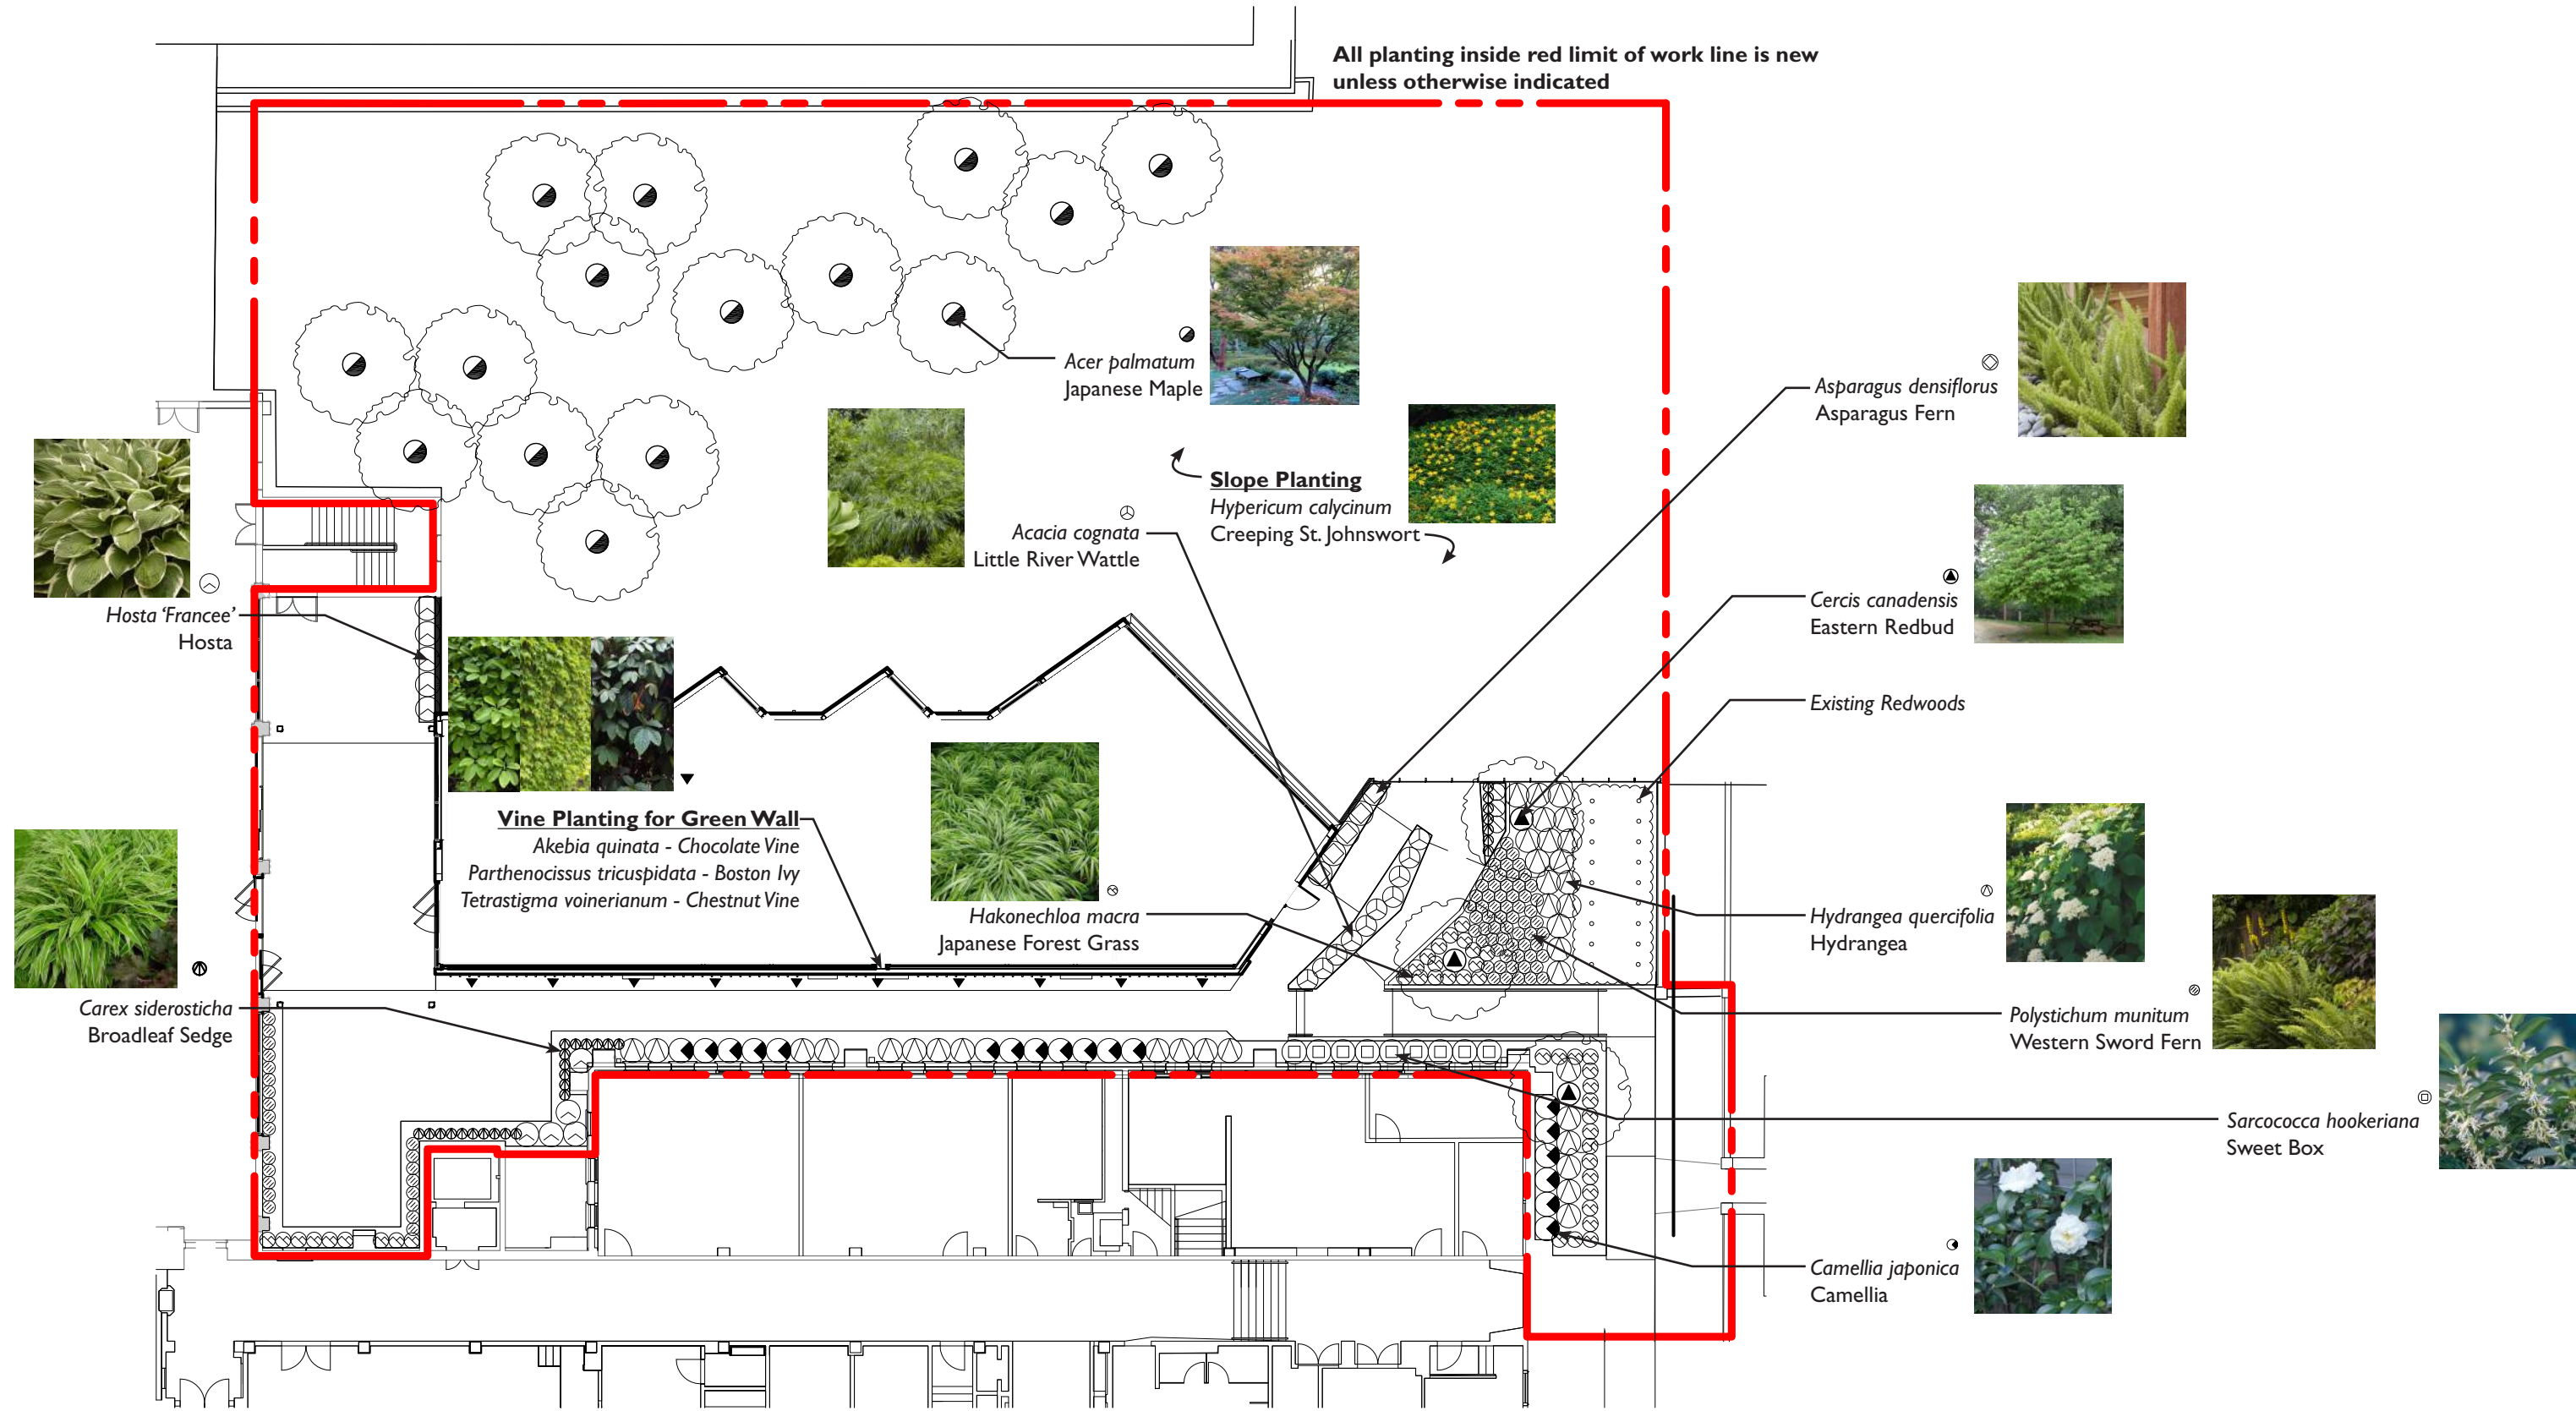 All planting inside red limit of work line is new
unless otherwise indicated
Acer palmatum
Japanese Maple
Asparagus densiflorus
Asparagus Fern
Slope Planting
Hypericum calycinum
Creeping St. Johnswort
Acacia cognata
Little River Wattle
Cercis canadensis
Eastern Redbud
Hosta ‘Francee’
Hosta
Existing Redwoods
Vine Planting for Green Wall
Akebia quinata - Chocolate Vine
Parthenocissus tricuspidata - Boston Ivy
Tetrastigma voinerianum - Chestnut Vine
Hakonechloa macra
Japanese Forest Grass
Hydrangea quercifolia
Hydrangea
Carex siderosticha
Broadleaf Sedge
Polystichum munitum
Western Sword Fern
Sarcococca hookeriana
Sweet Box
Camellia japonica
Camellia